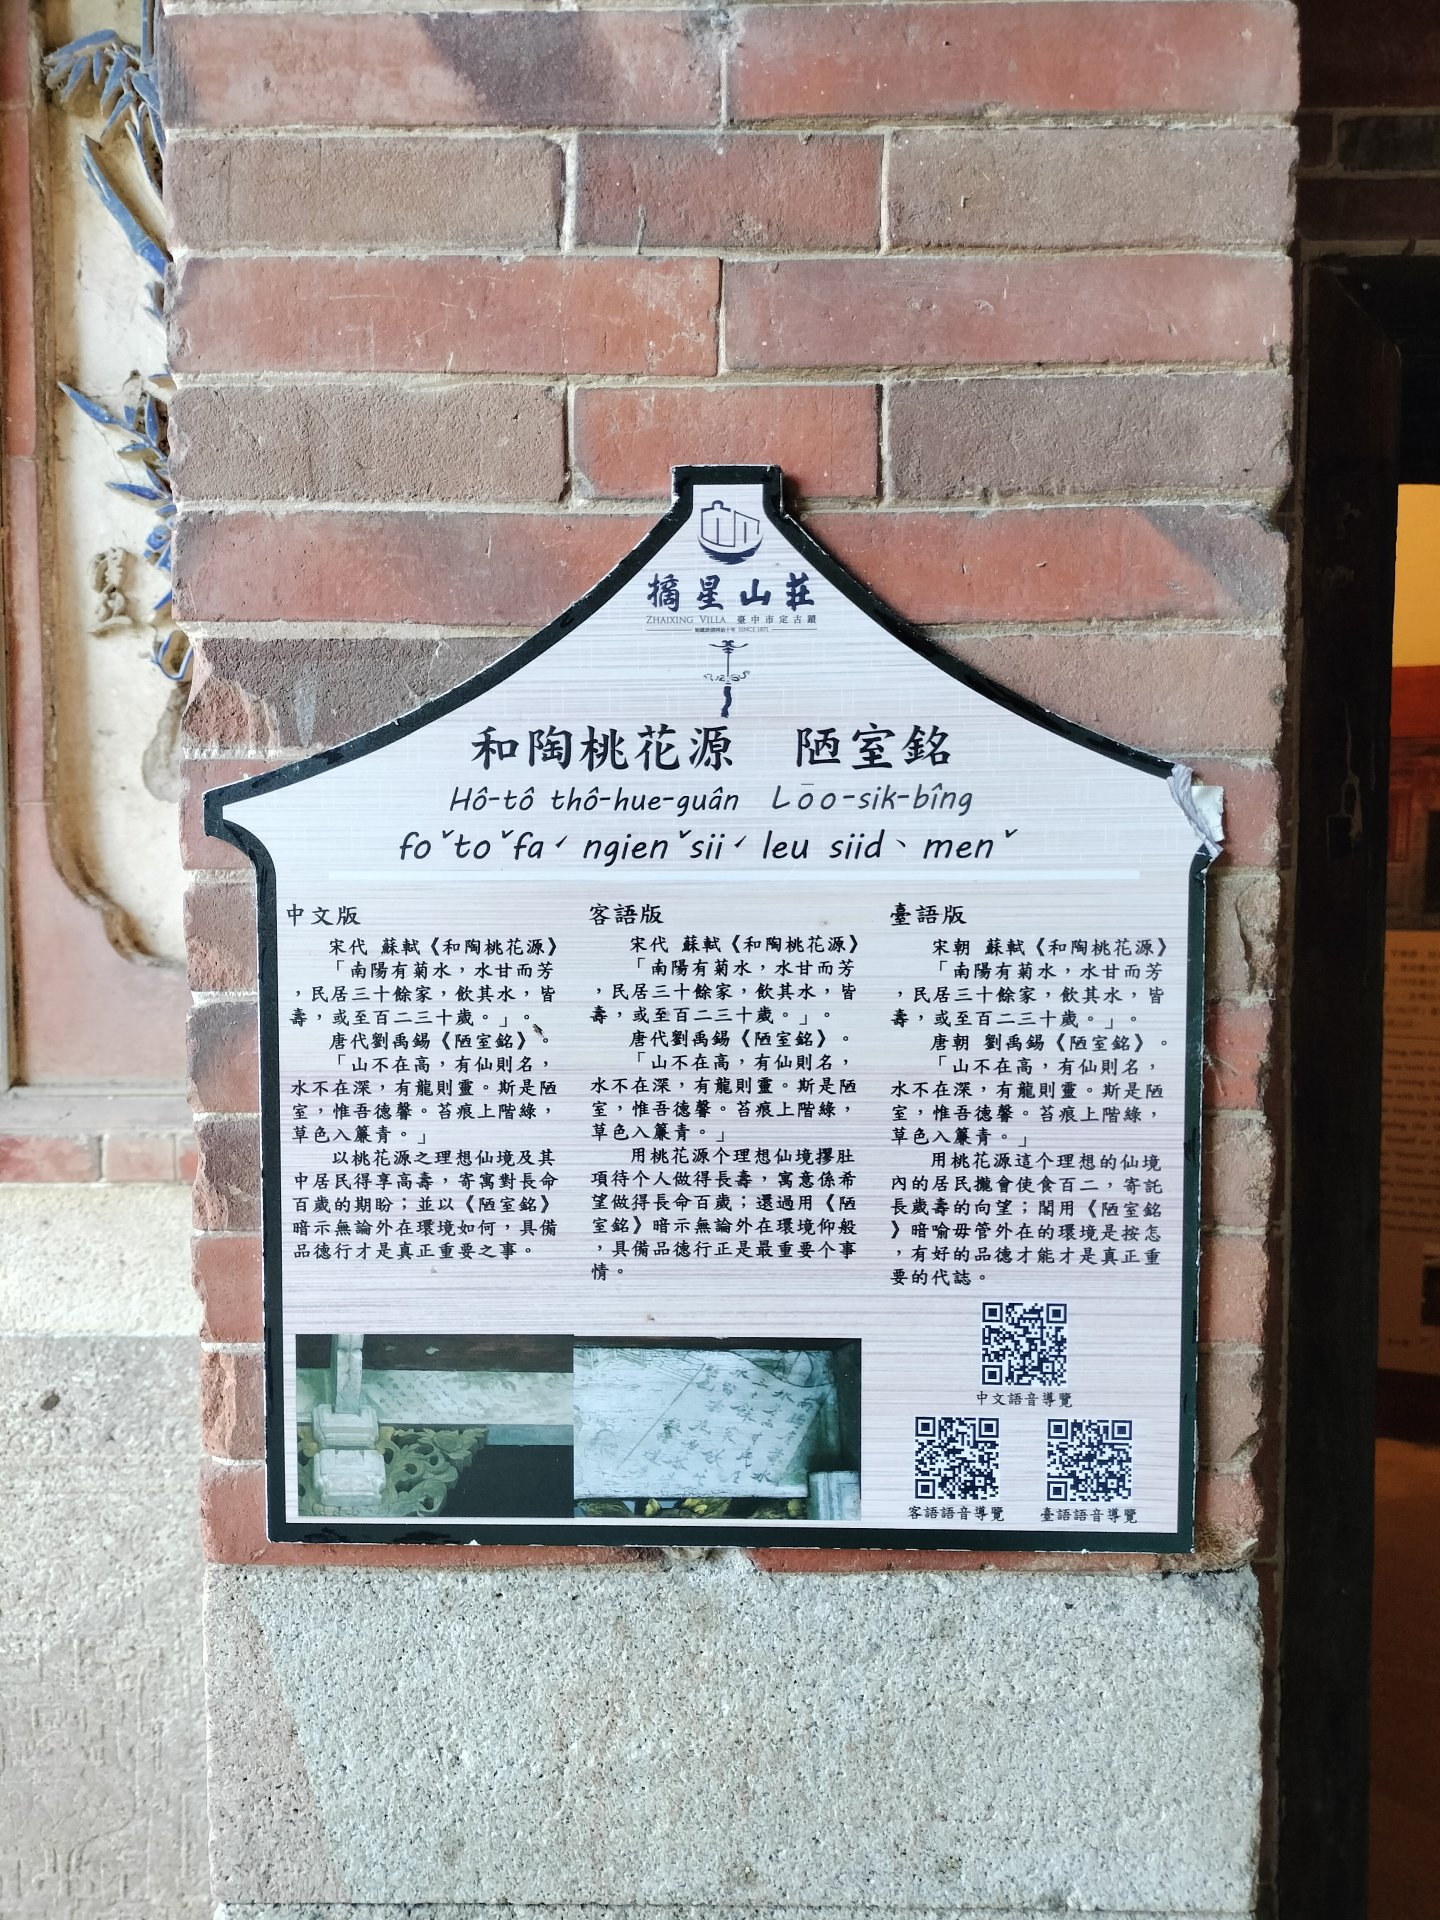 摘星山莊
ZHAIXING VILLA 臺中市定古蹟
SINCE 1871
和陶桃花源 陋室銘
Hô-tô thô-hue-guân Lōo-sik-bîng
foˇtoˇfaˊ ngienˇsiiˊ leu siidˋ menˇ
中文版
宋代 蘇軾《和陶桃花源》
「南陽有菊水，水甘而芳
，民居三十餘家，飲其水，皆
壽，或至百二三十歲。」。
唐代劉禹錫《陋室銘》。
「山不在高，有仙則名，
水不在深，有龍則靈。斯是陋
室，惟吾德馨。苔痕上階綠，
草色入簾青。」
以桃花源之理想仙境及其
中居民得享高壽，寄寓對長命
百歲的期盼；並以《陋室銘》
暗示無論外在環境如何，具備
品德行才是真正重要之事。
客語版
宋代 蘇軾《和陶桃花源》
「南陽有菊水，水甘而芳
，民居三十餘家，飲其水，皆
壽，或至百二三十歲。」。
唐代劉禹錫《陋室銘》。
「山不在高，有仙則名，
水不在深，有龍則靈。斯是陋
室，惟吾德馨。苔痕上階綠，
草色入簾青。」
用桃花源个理想仙境摎肚
項待个人做得長壽，寓意係希
望做得長命百歲；還過用《陋
室銘》暗示無論外在環境仰般
，具備品德行正是最重要个事
情。
臺語版
宋朝 蘇軾《和陶桃花源》
「南陽有菊水，水甘而芳
，民居三十餘家，飲其水，皆
壽，或至百二三十歲。」。
唐朝 劉禹錫《陋室銘》。
「山不在高，有仙則名，
水不在深，有龍則靈。斯是陋
室，惟吾德馨。苔痕上階綠，
草色入簾青。」
用桃花源這个理想的仙境
內的居民攏會使食百二，寄託
長歲壽的向望；閣用《陋室銘
》暗喻毋管外在的環境是按怎
，有好的品德才能才是真正重
要的代誌。
中文語音導覽
客語語音導覽
臺語語音導覽